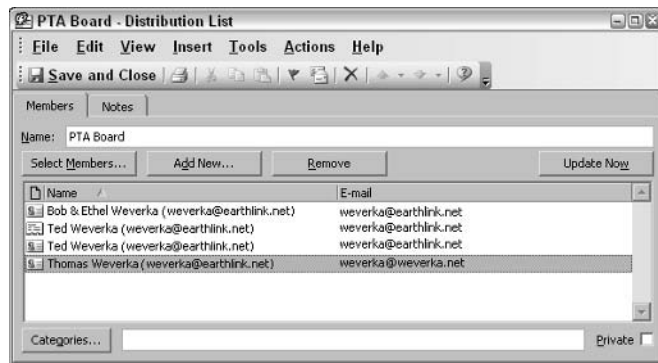 PTA Board - Distribution List
File Edit View Insert Tools Actions Help
Save and Close
Members Notes
Name: PTA Board
Select Members... Add New... Remove Update Now
Name E-mail
Bob & Ethel Weverka (weverka@earthlink.net) weverka@earthlink.net
Ted Weverka (weverka@earthlink.net) weverka@earthlink.net
Ted Weverka (weverka@earthlink.net) weverka@earthlink.net
Thomas Weverka (weverka@earthlink.net) weverka@weverka.net
Categories... Private